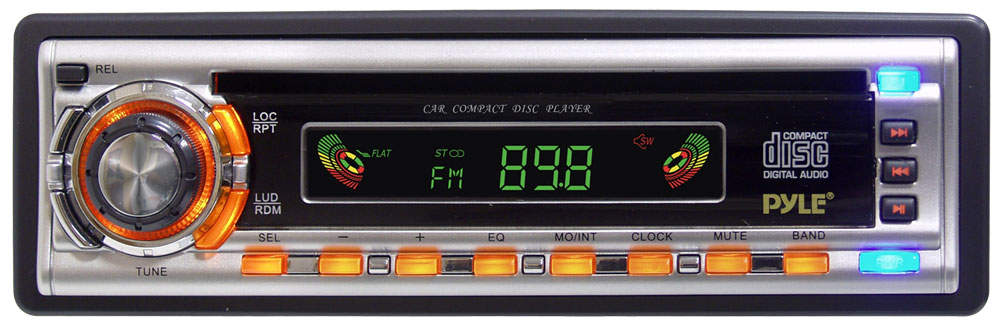 REL
CAR COMPACT DISC PLAYER
LOC
RPT
FLAT
ST
SW
FM 89.8
COMPACT
disc
DIGITAL AUDIO
LUD
RDM
PYLE®
SEL − + EQ MO/INT CLOCK MUTE BAND
TUNE